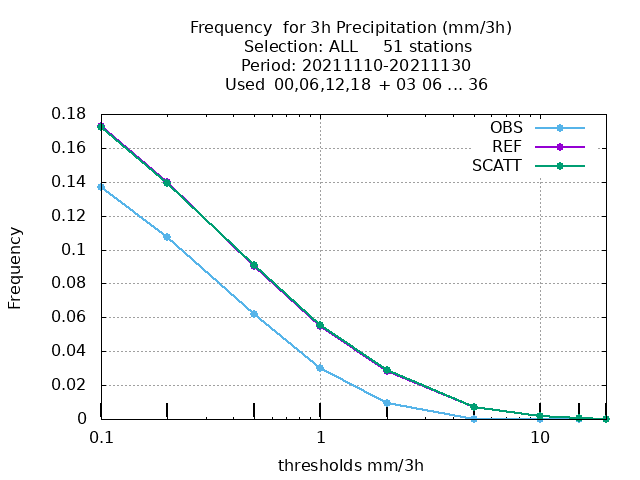 Frequency  for 3h Precipitation (mm/3h)
Selection: ALL     51 stations
Period: 20211110-20211130
Used  00,06,12,18  + 03 06 ... 36
OBS
REF
SCATT
0.18
0.16
0.14
0.12
0.1
0.08
0.06
0.04
0.02
0
Frequency
0.1
1
10
thresholds mm/3h